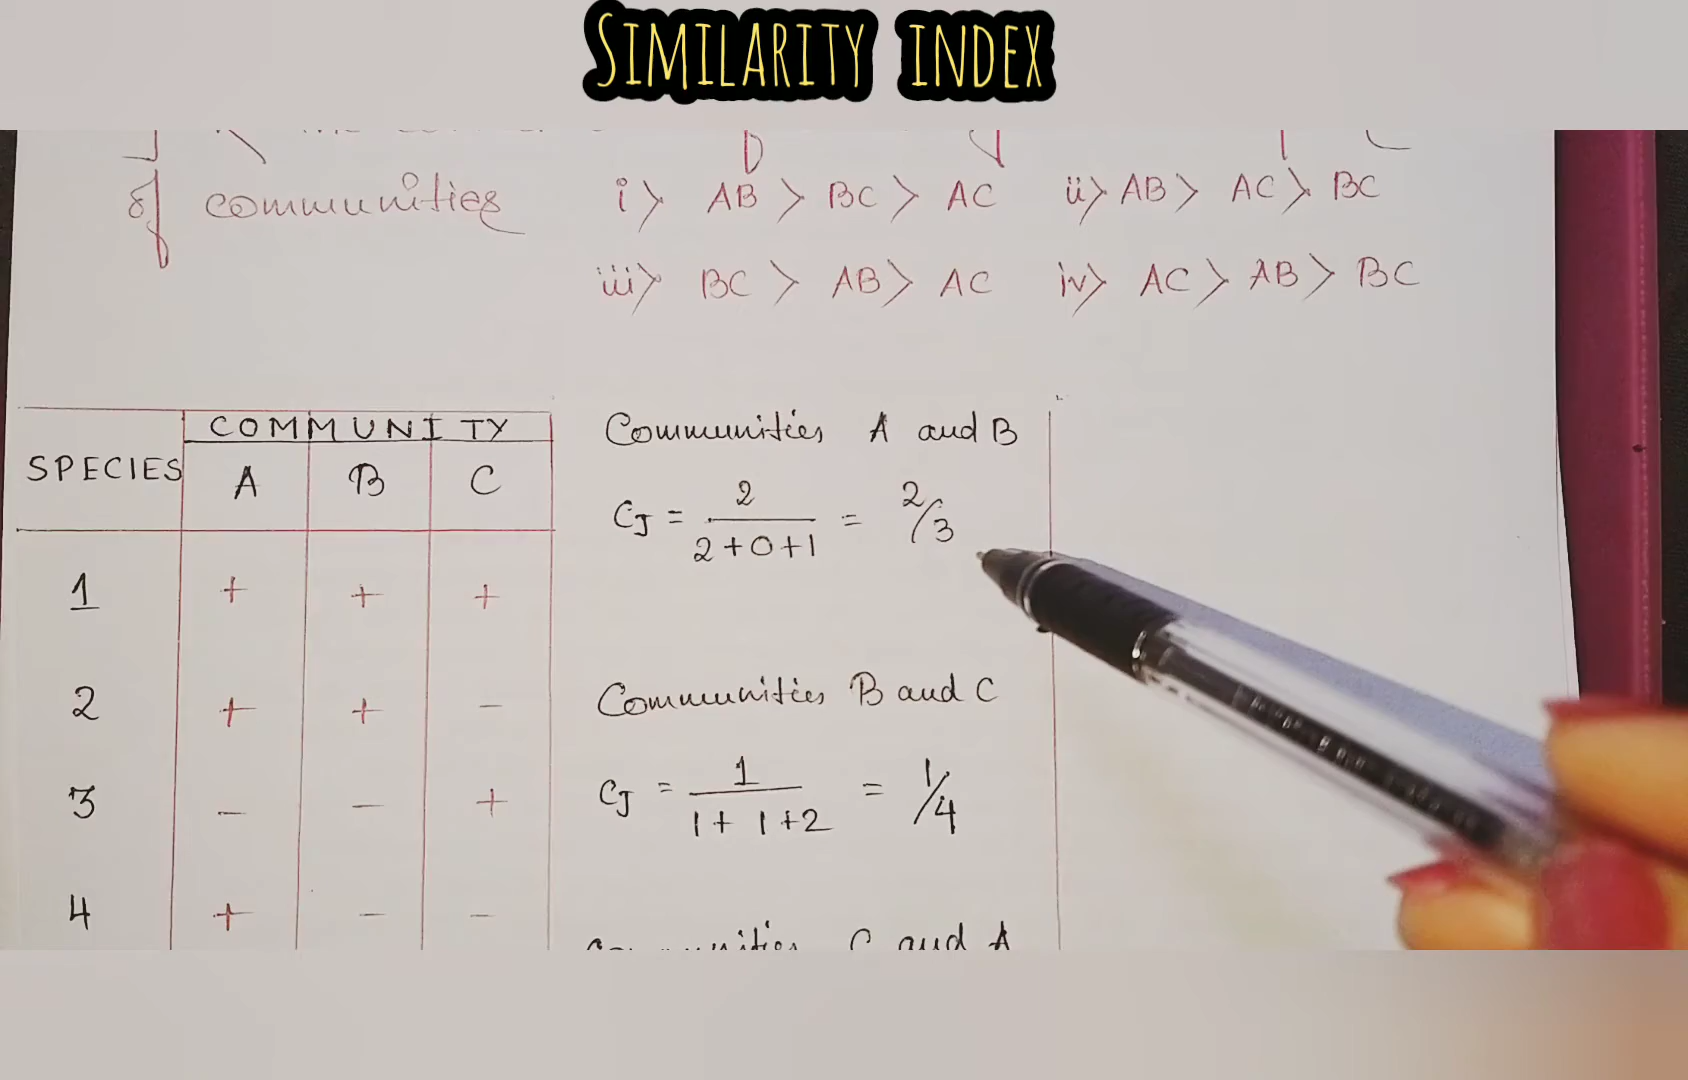 SIMILARITY INDEX
of communities i> AB > BC > AC ii> AB > AC > BC
iii> BC > AB > AC iv> AC > AB > BC
SPECIES COMMUNITY
A B C
1 + + +
2 + + -
3 - - +
4 + - -
Communities A and B
CJ = 2 / 2+0+1 = 2/3
Communities B and C
CJ = 1 / 1+1+2 = 1/4
Communities C and A